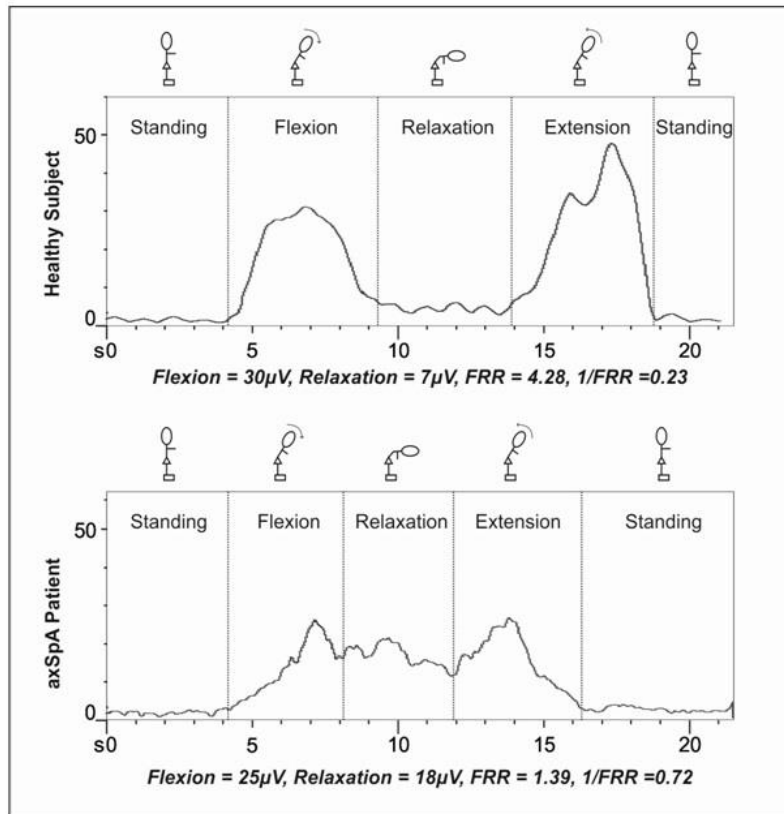 Standing Flexion Relaxation Extension Standing
50
Healthy Subject
0
s0 5 10 15 20
Flexion = 30µV, Relaxation = 7µV, FRR = 4.28, 1/FRR =0.23
Standing Flexion Relaxation Extension Standing
50
axSpA Patient
0
s0 5 10 15 20
Flexion = 25µV, Relaxation = 18µV, FRR = 1.39, 1/FRR =0.72